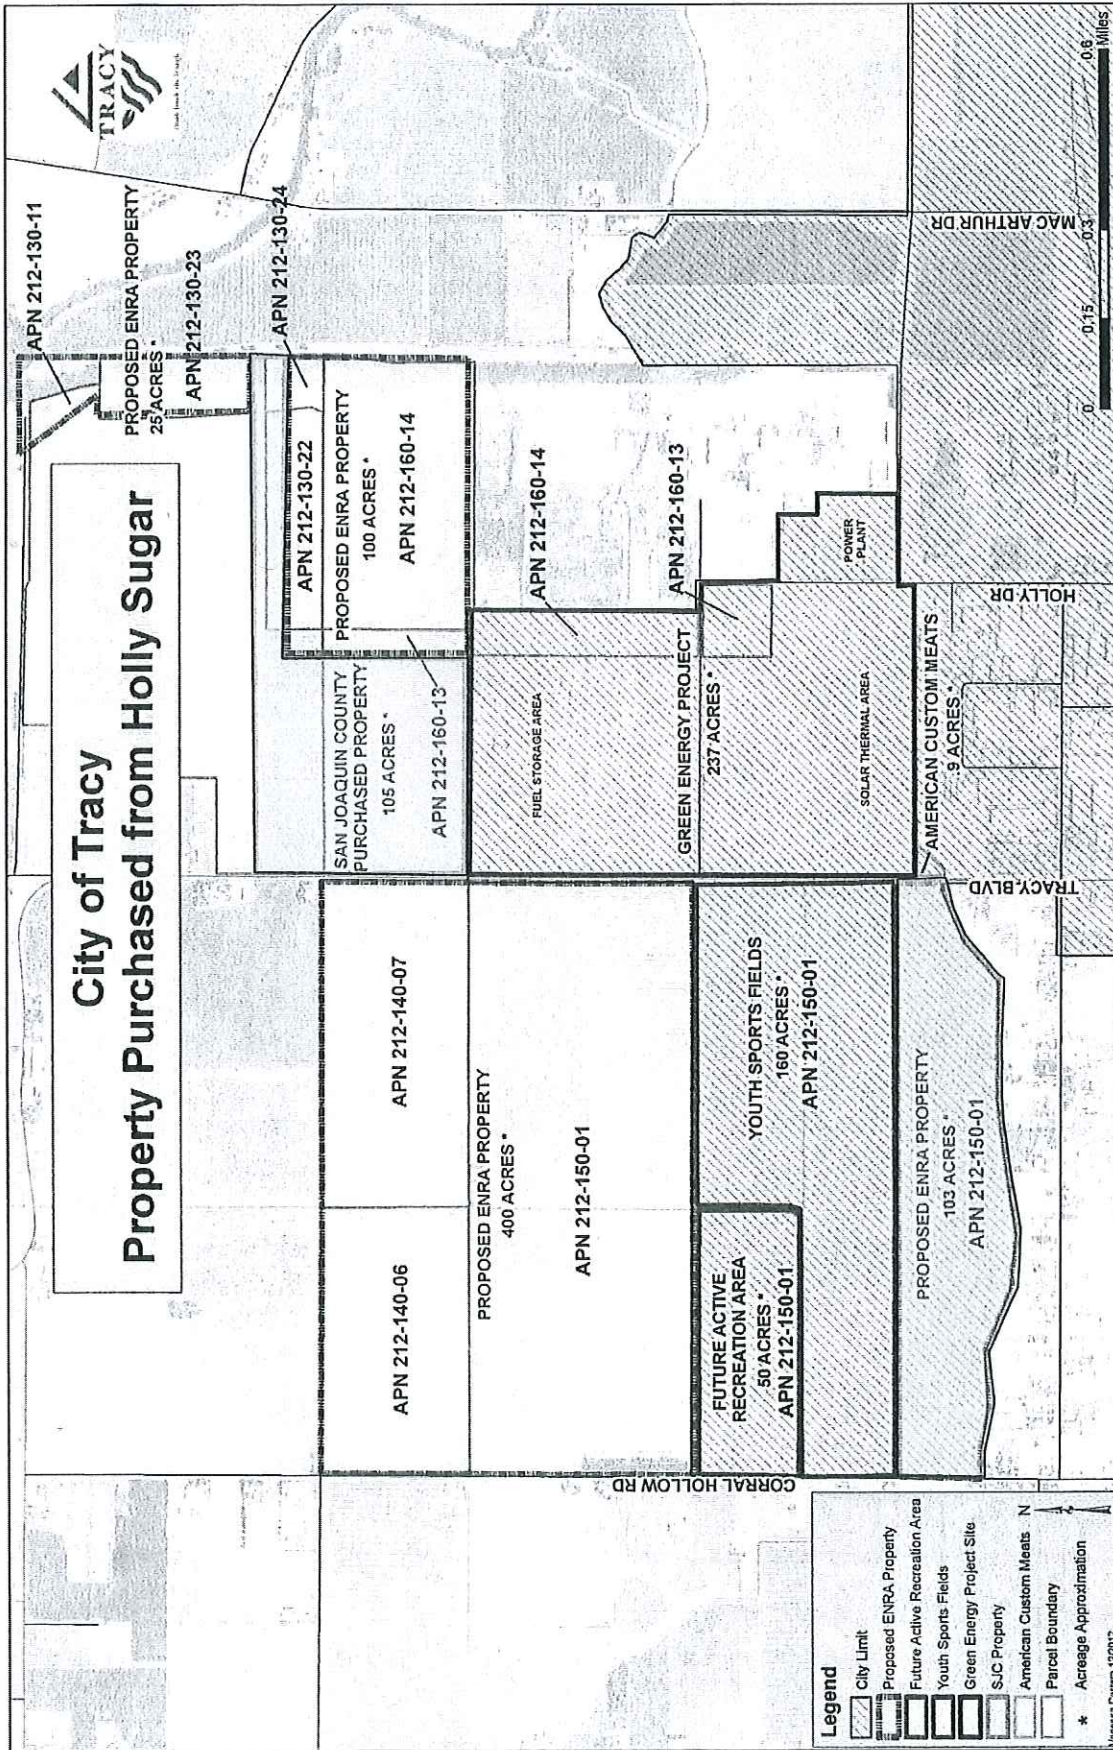 City of Tracy
Property Purchased from Holly Sugar
TRACY
APN 212-130-11
PROPOSED ENRA PROPERTY
25 ACRES *
APN 212-130-23
APN 212-130-24
APN 212-130-22
PROPOSED ENRA PROPERTY
100 ACRES *
APN 212-160-14
SAN JOAQUIN COUNTY
PURCHASED PROPERTY
105 ACRES *
APN 212-160-13
APN 212-140-06
APN 212-140-07
PROPOSED ENRA PROPERTY
400 ACRES *
APN 212-150-01
FUEL STORAGE AREA
APN 212-160-14
GREEN ENERGY PROJECT
237 ACRES *
APN 212-160-13
SOLAR THERMAL AREA
POWER
PLANT
FUTURE ACTIVE
RECREATION AREA
50 ACRES *
APN 212-150-01
YOUTH SPORTS FIELDS
160 ACRES *
APN 212-150-01
PROPOSED ENRA PROPERTY
103 ACRES *
APN 212-150-01
AMERICAN CUSTOM MEATS
.9 ACRES *
CORRAL HOLLOW RD
TRACY BLVD
HOLLY DR
MAC ARTHUR DR
Legend
City Limit
Proposed ENRA Property
Future Active Recreation Area
Youth Sports Fields
Green Energy Project Site
SJC Property
American Custom Meats
Parcel Boundary
* Acreage Approximation
N
0 0.15 0.3 0.6
Miles